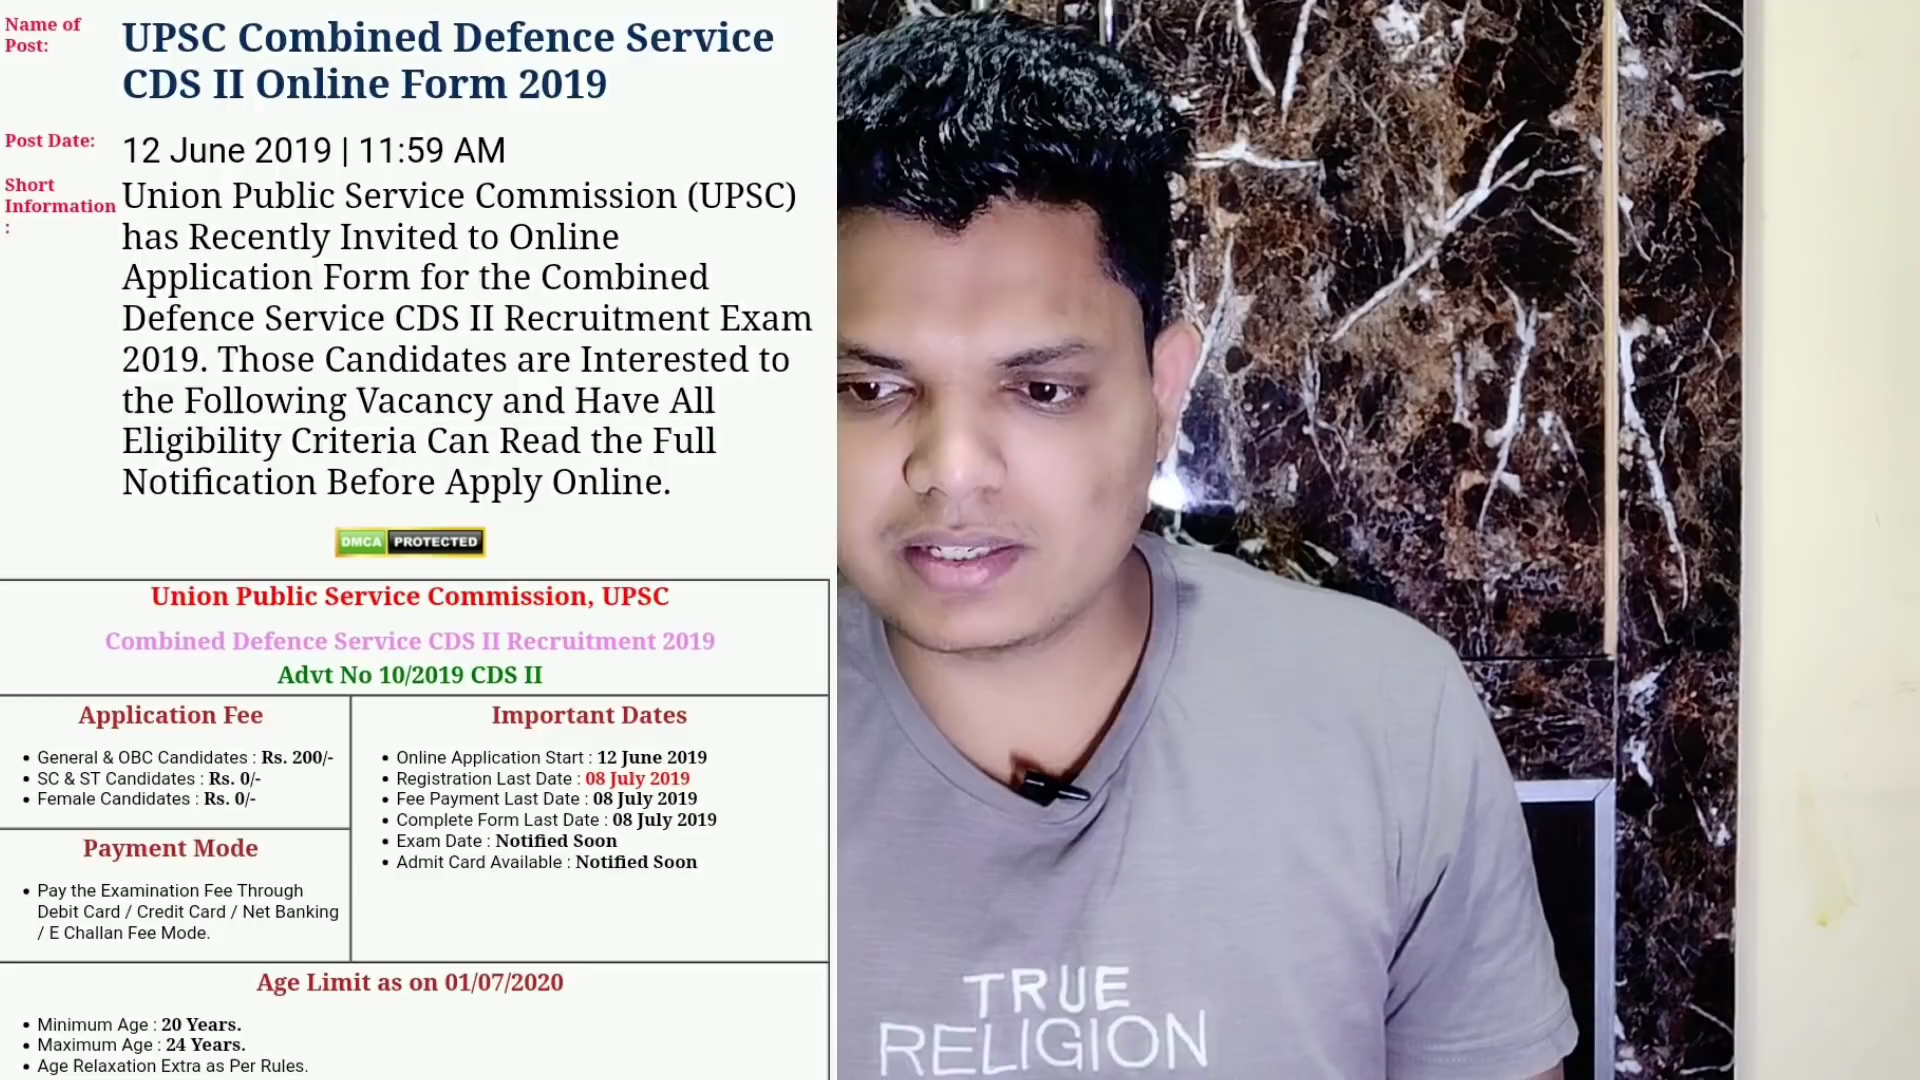 Name of
Post:
UPSC Combined Defence Service
CDS II Online Form 2019
Post Date:
12 June 2019 | 11:59 AM
Short
Information
:
Union Public Service Commission (UPSC)
has Recently Invited to Online
Application Form for the Combined
Defence Service CDS II Recruitment Exam
2019. Those Candidates are Interested to
the Following Vacancy and Have All
Eligibility Criteria Can Read the Full
Notification Before Apply Online.
DMCA PROTECTED
Union Public Service Commission, UPSC
Combined Defence Service CDS II Recruitment 2019
Advt No 10/2019 CDS II
Application Fee
• General & OBC Candidates : Rs. 200/-
• SC & ST Candidates : Rs. 0/-
• Female Candidates : Rs. 0/-
Payment Mode
• Pay the Examination Fee Through
Debit Card / Credit Card / Net Banking
/ E Challan Fee Mode.
Important Dates
• Online Application Start : 12 June 2019
• Registration Last Date : 08 July 2019
• Fee Payment Last Date : 08 July 2019
• Complete Form Last Date : 08 July 2019
• Exam Date : Notified Soon
• Admit Card Available : Notified Soon
Age Limit as on 01/07/2020
• Minimum Age : 20 Years.
• Maximum Age : 24 Years.
• Age Relaxation Extra as Per Rules.
TRUE
RELIGION